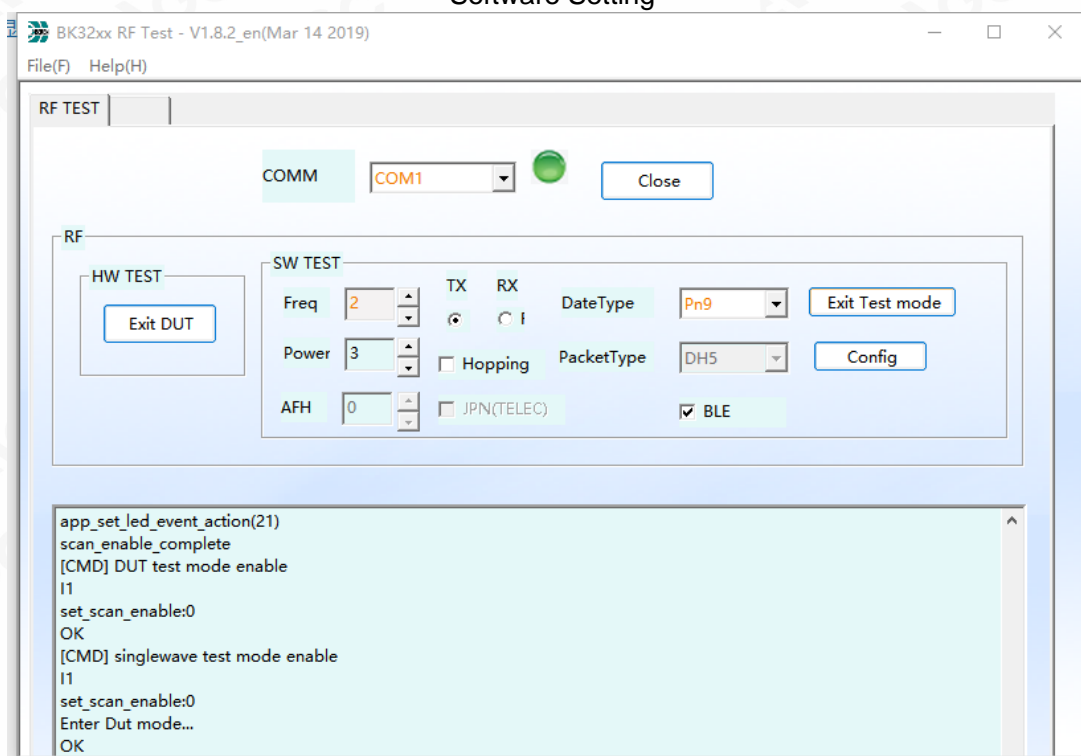 Software Setting
BK32xx RF Test - V1.8.2_en(Mar 14 2019)
File(F) Help(H)
RF TEST
COMM COM1 Close
RF
HW TEST
Exit DUT
SW TEST
TX RX
Freq 2 DateType Pn9 Exit Test mode
Power 3 Hopping PacketType DH5 Config
AFH 0 JPN(TELEC) BLE
app_set_led_event_action(21)
scan_enable_complete
[CMD] DUT test mode enable
I1
set_scan_enable:0
OK
[CMD] singlewave test mode enable
I1
set_scan_enable:0
Enter Dut mode...
OK